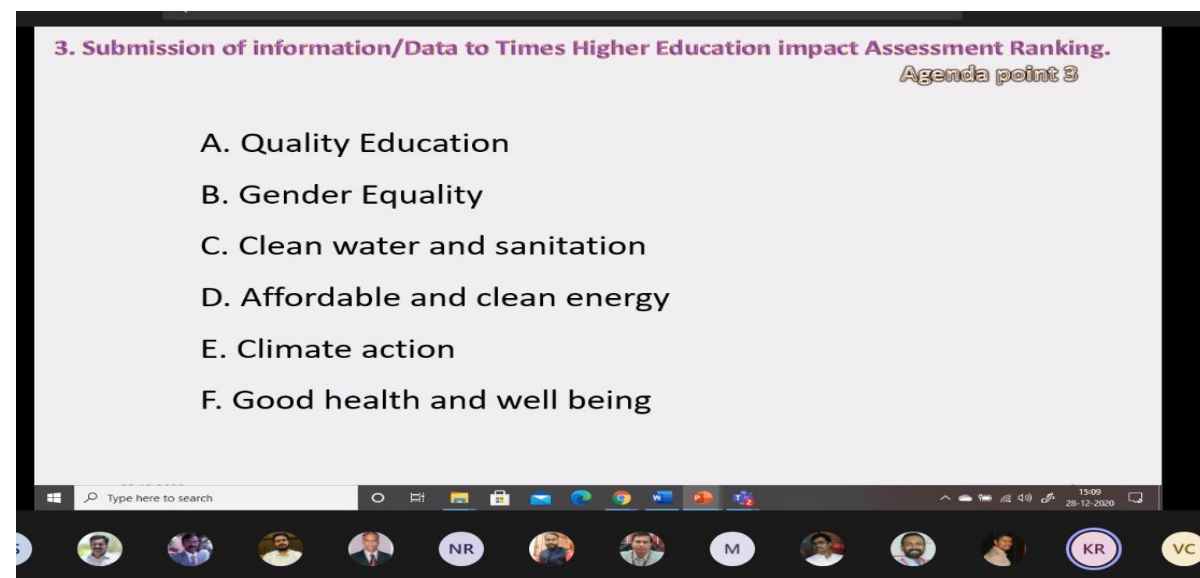 3. Submission of information/Data to Times Higher Education impact Assessment Ranking.
Agenda point 3
A. Quality Education
B. Gender Equality
C. Clean water and sanitation
D. Affordable and clean energy
E. Climate action
F. Good health and well being
Type here to search
15:09
28-12-2020
NR
M
KR
VC